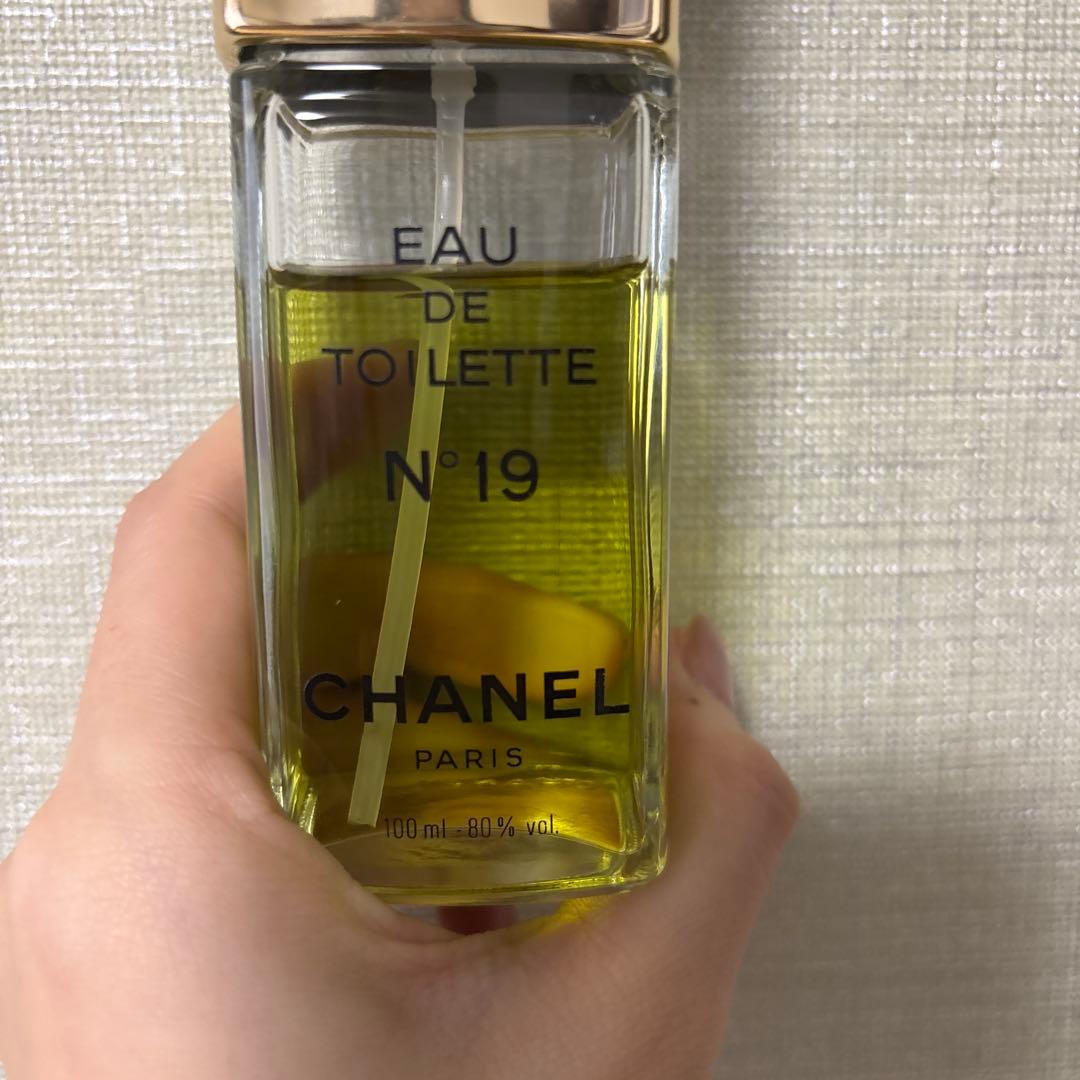 EAU
DE
TOILETTE
N° 19
CHANEL
PARIS
100 ml - 80% vol.